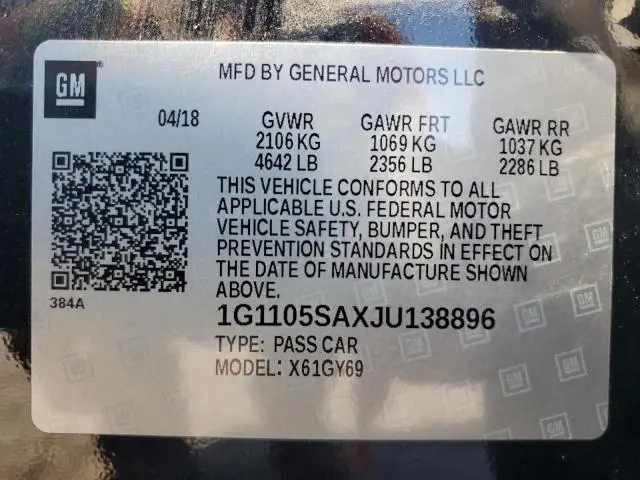 GM
MFD BY GENERAL MOTORS LLC
04/18
GVWR GAWR FRT GAWR RR
2106 KG 1069 KG 1037 KG
4642 LB 2356 LB 2286 LB
THIS VEHICLE CONFORMS TO ALL
APPLICABLE U.S. FEDERAL MOTOR
VEHICLE SAFETY, BUMPER, AND THEFT
PREVENTION STANDARDS IN EFFECT ON
THE DATE OF MANUFACTURE SHOWN
ABOVE.
384A
1G1105SAXJU138896
TYPE: PASS CAR
MODEL: X61GY69